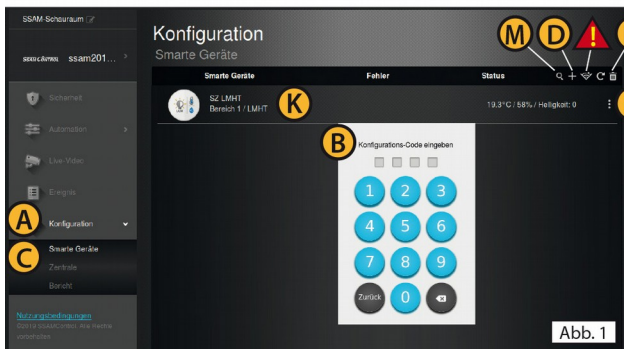 SSAM-Schauraum
Konfiguration
Smarte Geräte
ssam201...
M
D
!
Smarte Geräte
Fehler
Status
SZ LMHT
Bereich 1 / LMHT
K
19.3°C / 58% / Helligkeit: 0
Sicherheit
Automation
Live-Video
Ereignis
A
Konfiguration
C
Smarte Geräte
Zentrale
Bericht
B
Konfigurations-Code eingeben
1
2
3
4
5
6
7
8
9
Zurück
0
Nutzungsbedingungen
vorbehalten
Abb. 1